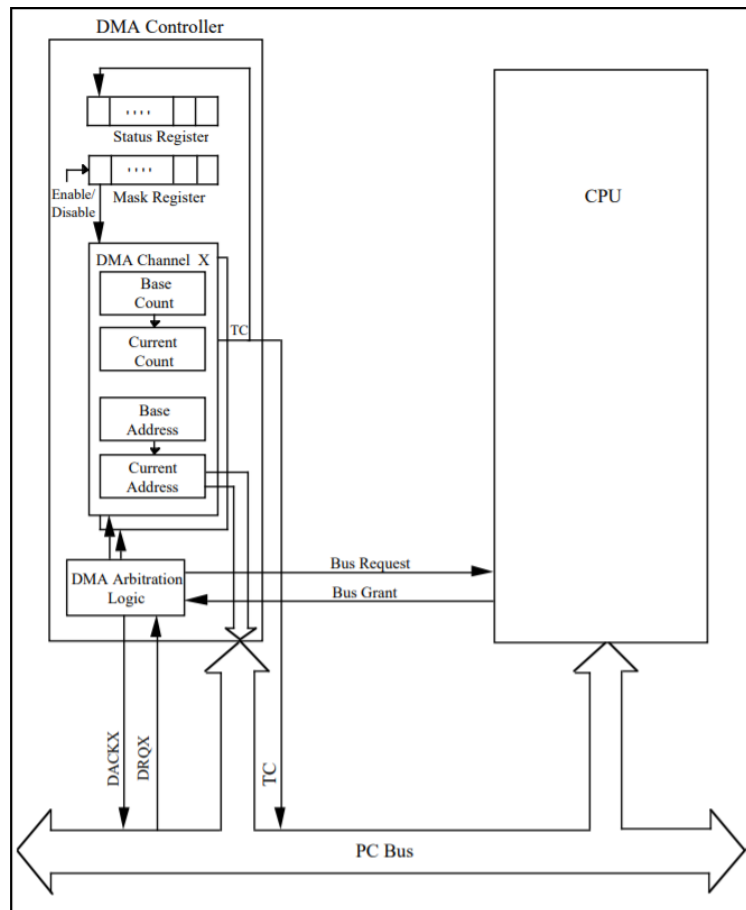 DMA Controller
Status Register
Enable/
Disable
Mask Register
DMA Channel X
Base
Count
TC
Current
Count
Base
Address
Current
Address
DMA Arbitration
Logic
Bus Request
Bus Grant
CPU
DACKX
DRQX
TC
PC Bus